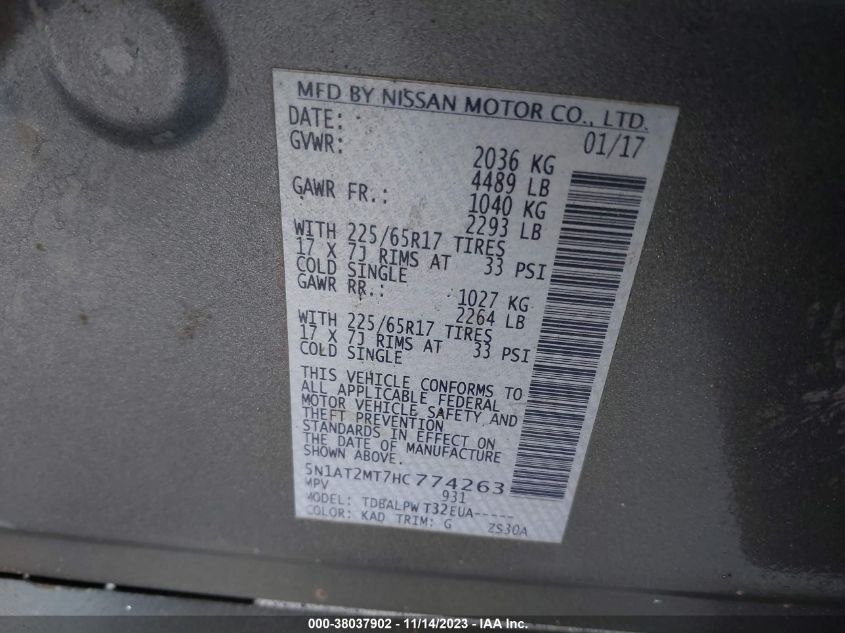 MFD BY NISSAN MOTOR CO., LTD.
DATE: 01/17
GVWR: 2036 KG
4489 LB
GAWR FR.: 1040 KG
2293 LB
WITH 225/65R17 TIRES
17 X 7J RIMS AT 33 PSI
COLD SINGLE
GAWR RR.: 1027 KG
2264 LB
WITH 225/65R17 TIRES
17 X 7J RIMS AT 33 PSI
COLD SINGLE
THIS VEHICLE CONFORMS TO
ALL APPLICABLE FEDERAL
MOTOR VEHICLE SAFETY AND
THEFT PREVENTION
STANDARDS IN EFFECT ON
THE DATE OF MANUFACTURE
SHOWN ABOVE.
5N1AT2MT7HC774263
MPV 931
MODEL: TDBALPW T32EUA-----
COLOR: KAD TRIM: G ZS30A
000-38037902 - 11/14/2023 - IAA Inc.